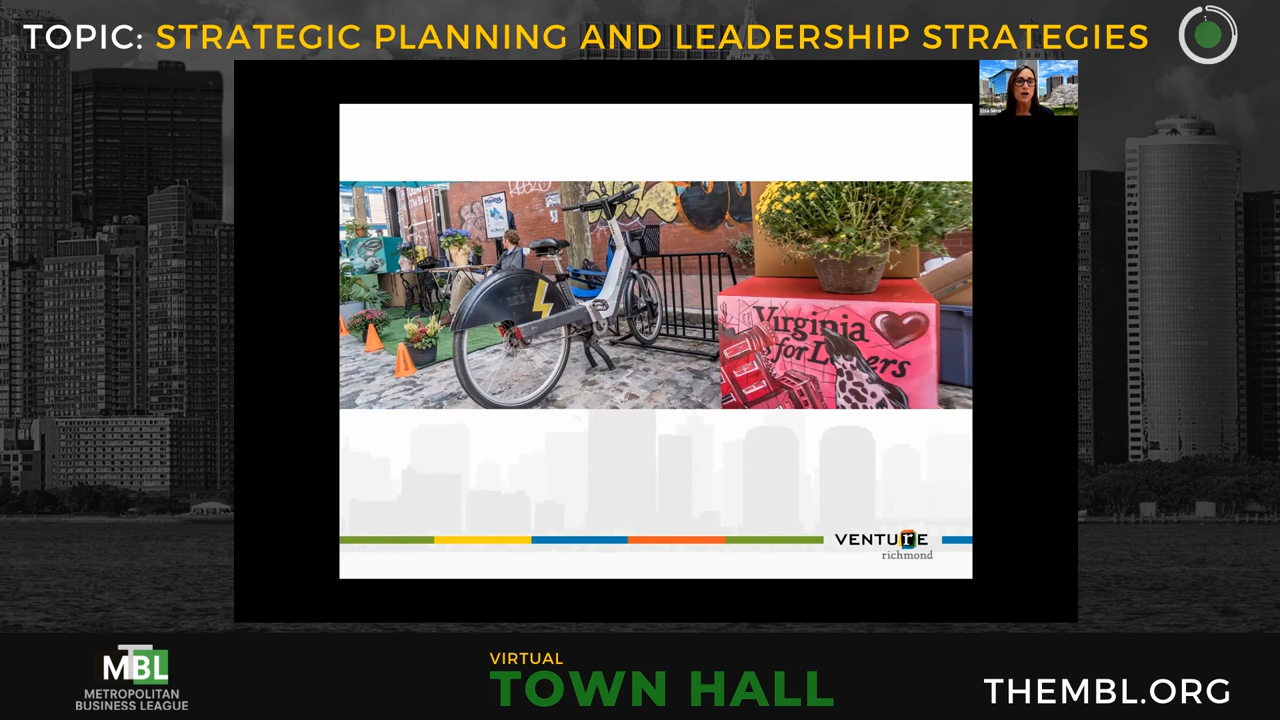 TOPIC: STRATEGIC PLANNING AND LEADERSHIP STRATEGIES
Virginia
for Lovers
VENTURE
richmond
MBL
METROPOLITAN
BUSINESS LEAGUE
VIRTUAL
TOWN HALL
THEMBL.ORG